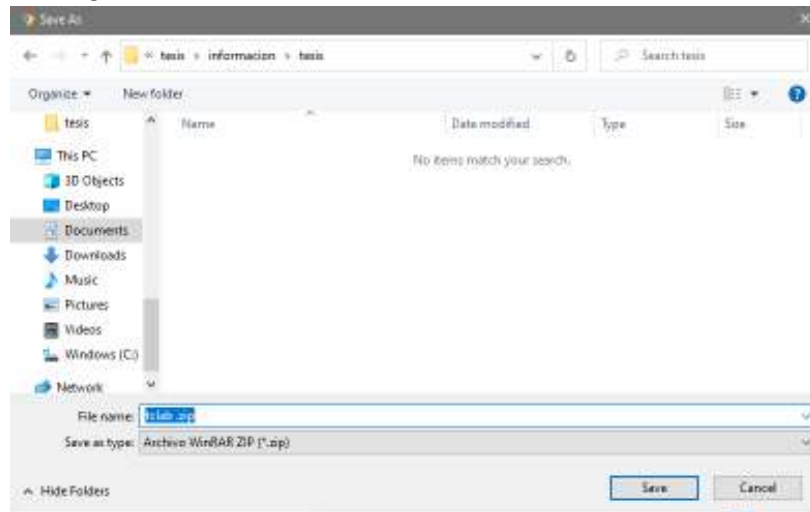 Save As
« tesis › informacion › tesis
Search tesis
Organize
New folder
Name
Date modified
Type
Size
No items match your search.
tesis
This PC
3D Objects
Desktop
Documents
Downloads
Music
Pictures
Videos
Windows (C:)
Network
File name: tclab.zip
Save as type: Archivo WinRAR ZIP (*.zip)
Hide Folders
Save
Cancel